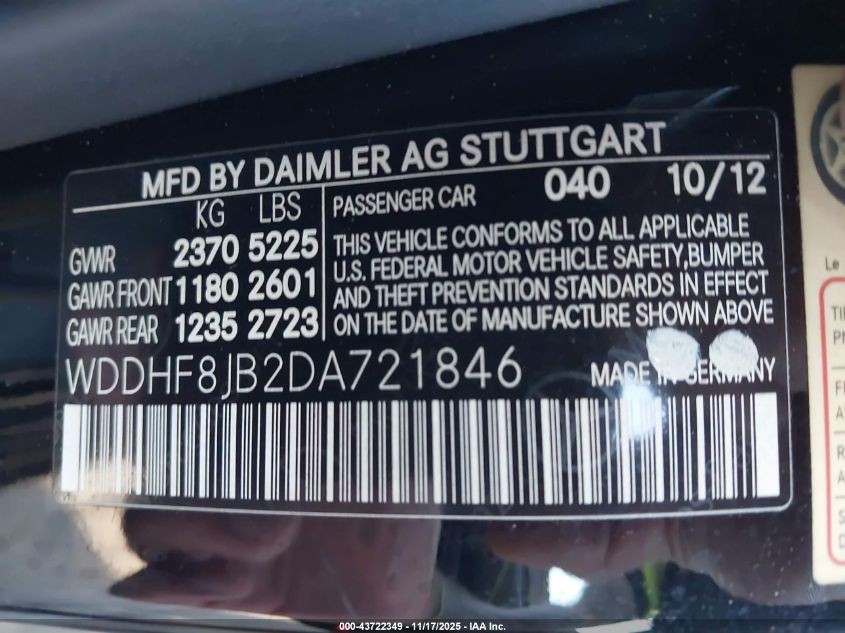 MFD BY DAIMLER AG STUTTGART
KG LBS
GVWR 2370 5225
GAWR FRONT 1180 2601
GAWR REAR 1235 2723
PASSENGER CAR 040 10/12
THIS VEHICLE CONFORMS TO ALL APPLICABLE
U.S. FEDERAL MOTOR VEHICLE SAFETY, BUMPER
AND THEFT PREVENTION STANDARDS IN EFFECT
ON THE DATE OF MANUFACTURE SHOWN ABOVE
WDDHF8JB2DA721846
MADE IN GERMANY
Le
TI
PN
F
A
R
A
S
D
000-43722349 - 11/17/2025 - IAA Inc.